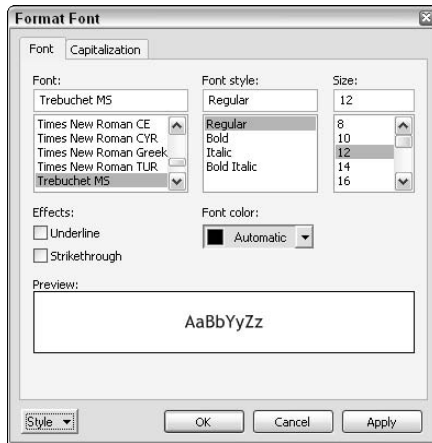 Format Font
Font Capitalization
Font: Font style: Size:
Trebuchet MS Regular 12
Times New Roman CE Regular 8
Times New Roman CYR Bold 10
Times New Roman Greek Italic 12
Times New Roman TUR Bold Italic 14
Trebuchet MS 16
Effects: Font color:
Underline Automatic
Strikethrough
Preview:
AaBbYyZz
Style OK Cancel Apply